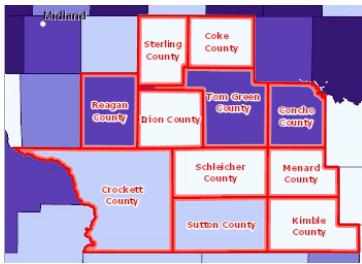 Midland
Sterling
County
Coke
County
Reagan
County
Irion County
Tom Green
County
Concho
County
Crockett
County
Schleicher
County
Menard
County
Sutton County
Kimble
County